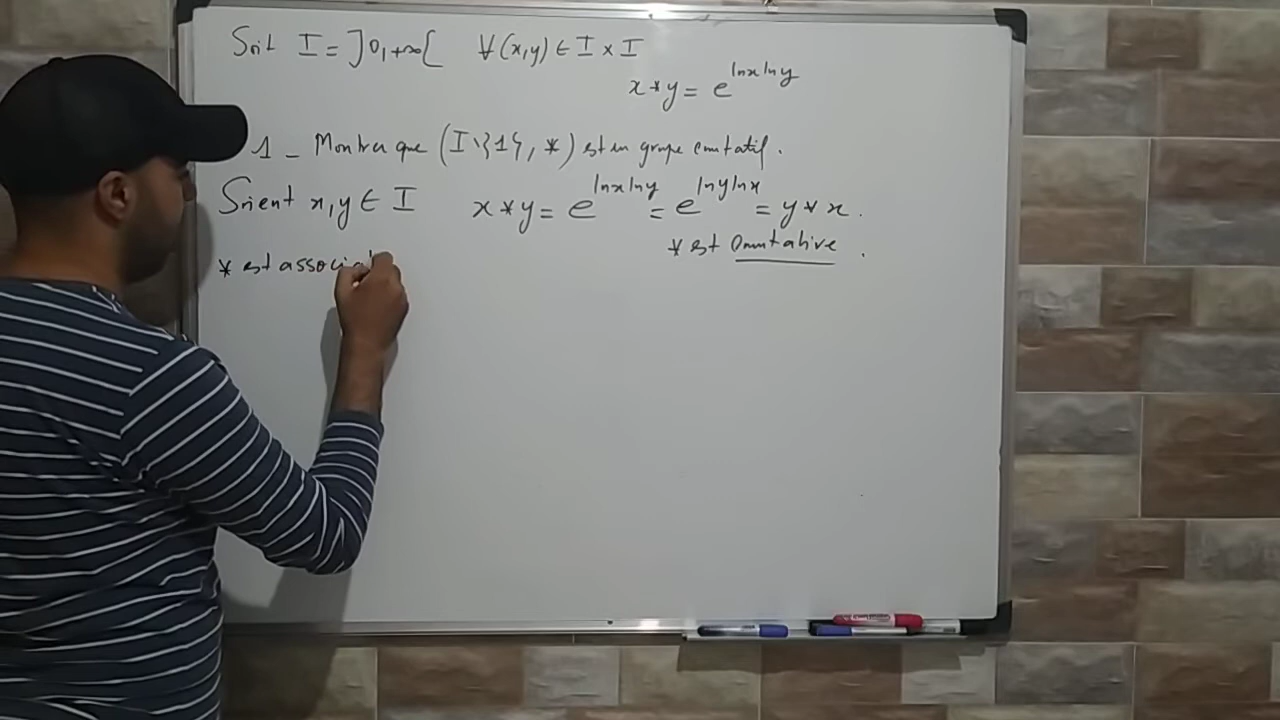 Soit I = ]0,+∞[ ∀(x,y) ∈ I × I
x * y = e^{lnx lny}
1 _ Montrer que (I\{1}, *) est un groupe commutatif.
Soient x,y ∈ I x * y = e^{lnx lny} = e^{lny lnx} = y * x.
* est commutative.
* est associat